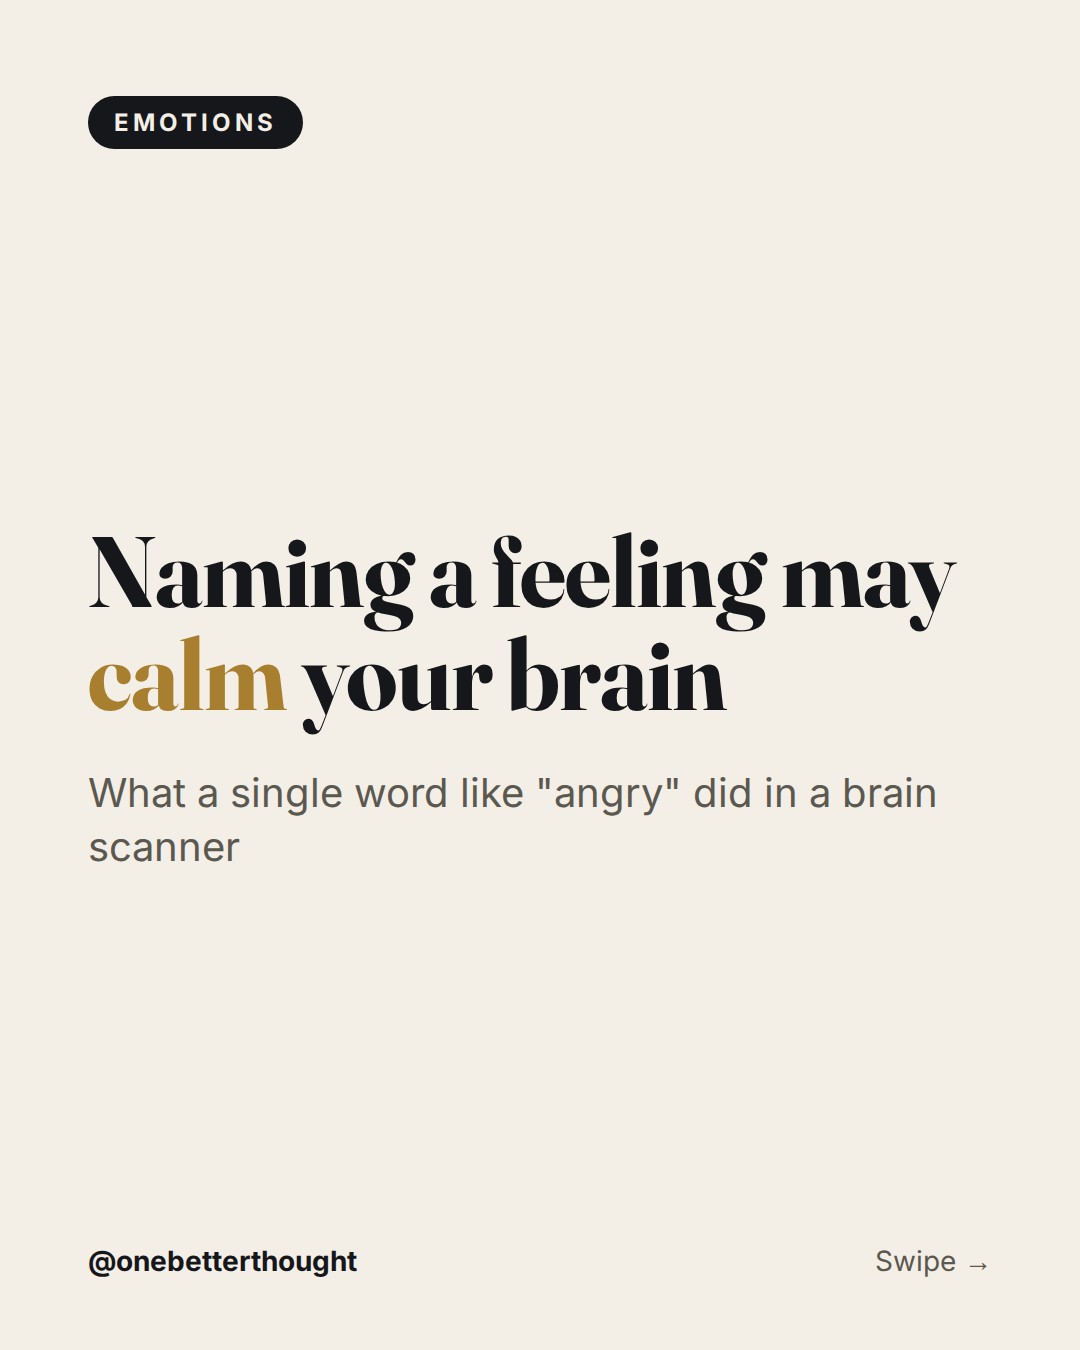 EMOTIONS
Naming a feeling may
calm your brain
What a single word like "angry" did in a brain
scanner
@onebetterthought
Swipe →